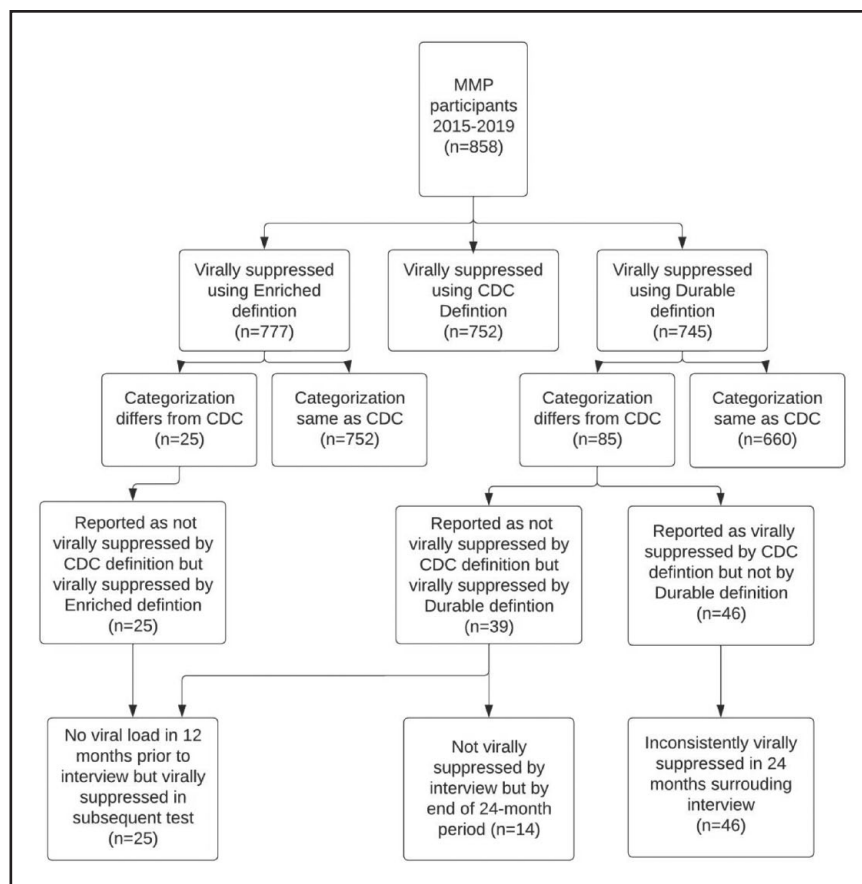 MMP
participants
2015-2019
(n=858)
Virally suppressed
using Enriched
defintion
(n=777)
Virally suppressed
using CDC
Defintion
(n=752)
Virally suppressed
using Durable
defintion
(n=745)
Categorization
differs from CDC
(n=25)
Categorization
same as CDC
(n=752)
Categorization
differs from CDC
(n=85)
Categorization
same as CDC
(n=660)
Reported as not
virally suppressed by
CDC definition but
virally suppressed by
Enriched defintion
(n=25)
Reported as not
virally suppressed by
CDC definition but
virally suppressed by
Durable defintion
(n=39)
Reported as virally
suppressed by CDC
defintion but not by
Durable definition
(n=46)
No viral load in 12
months prior to
interview but virally
suppressed in
subsequent test
(n=25)
Not virally
suppressed by
interview but by
end of 24-month
period (n=14)
Inconsistently virally
suppressed in 24
months surrouding
interview
(n=46)